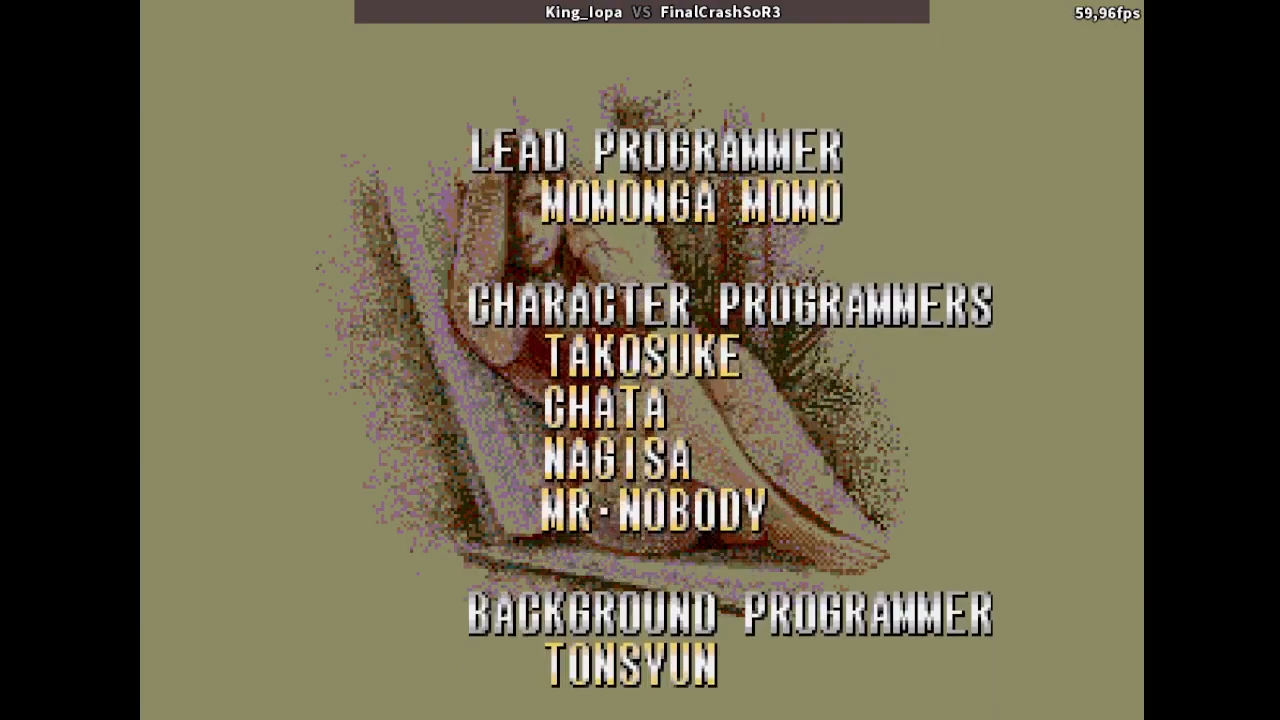 King_Iopa VS FinalCrashSoR3
59,96fps
LEAD PROGRAMMER
MOMONGA MOMO
CHARACTER PROGRAMMERS
TAKOSUKE
CHATA
NAGISA
MR·NOBODY
BACKGROUND PROGRAMMER
TONSYUN